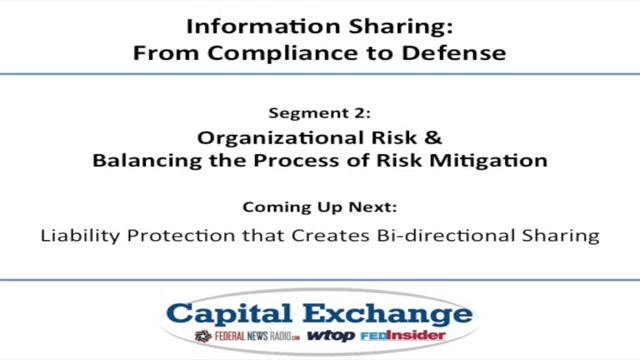 Information Sharing:
From Compliance to Defense
Segment 2:
Organizational Risk &
Balancing the Process of Risk Mitigation
Coming Up Next:
Liability Protection that Creates Bi-directional Sharing
Capital Exchange
FEDERAL NEWS RADIO.COM wtop FEDInsider